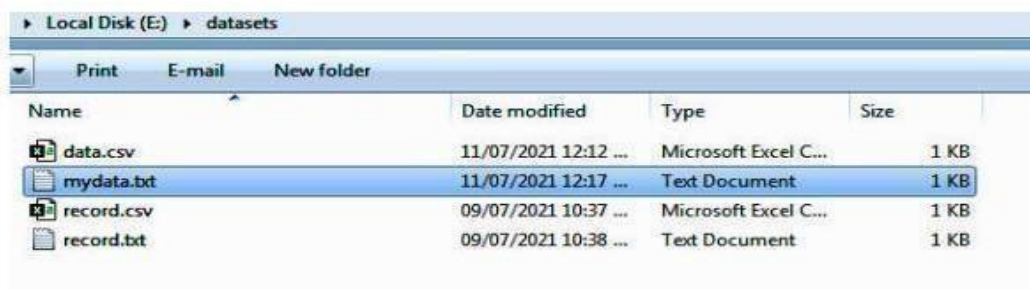 Local Disk (E:) datasets
Print E-mail New folder
Name Date modified Type Size
data.csv 11/07/2021 12:12 ... Microsoft Excel C... 1 KB
mydata.txt 11/07/2021 12:17 ... Text Document 1 KB
record.csv 09/07/2021 10:37 ... Microsoft Excel C... 1 KB
record.txt 09/07/2021 10:38 ... Text Document 1 KB